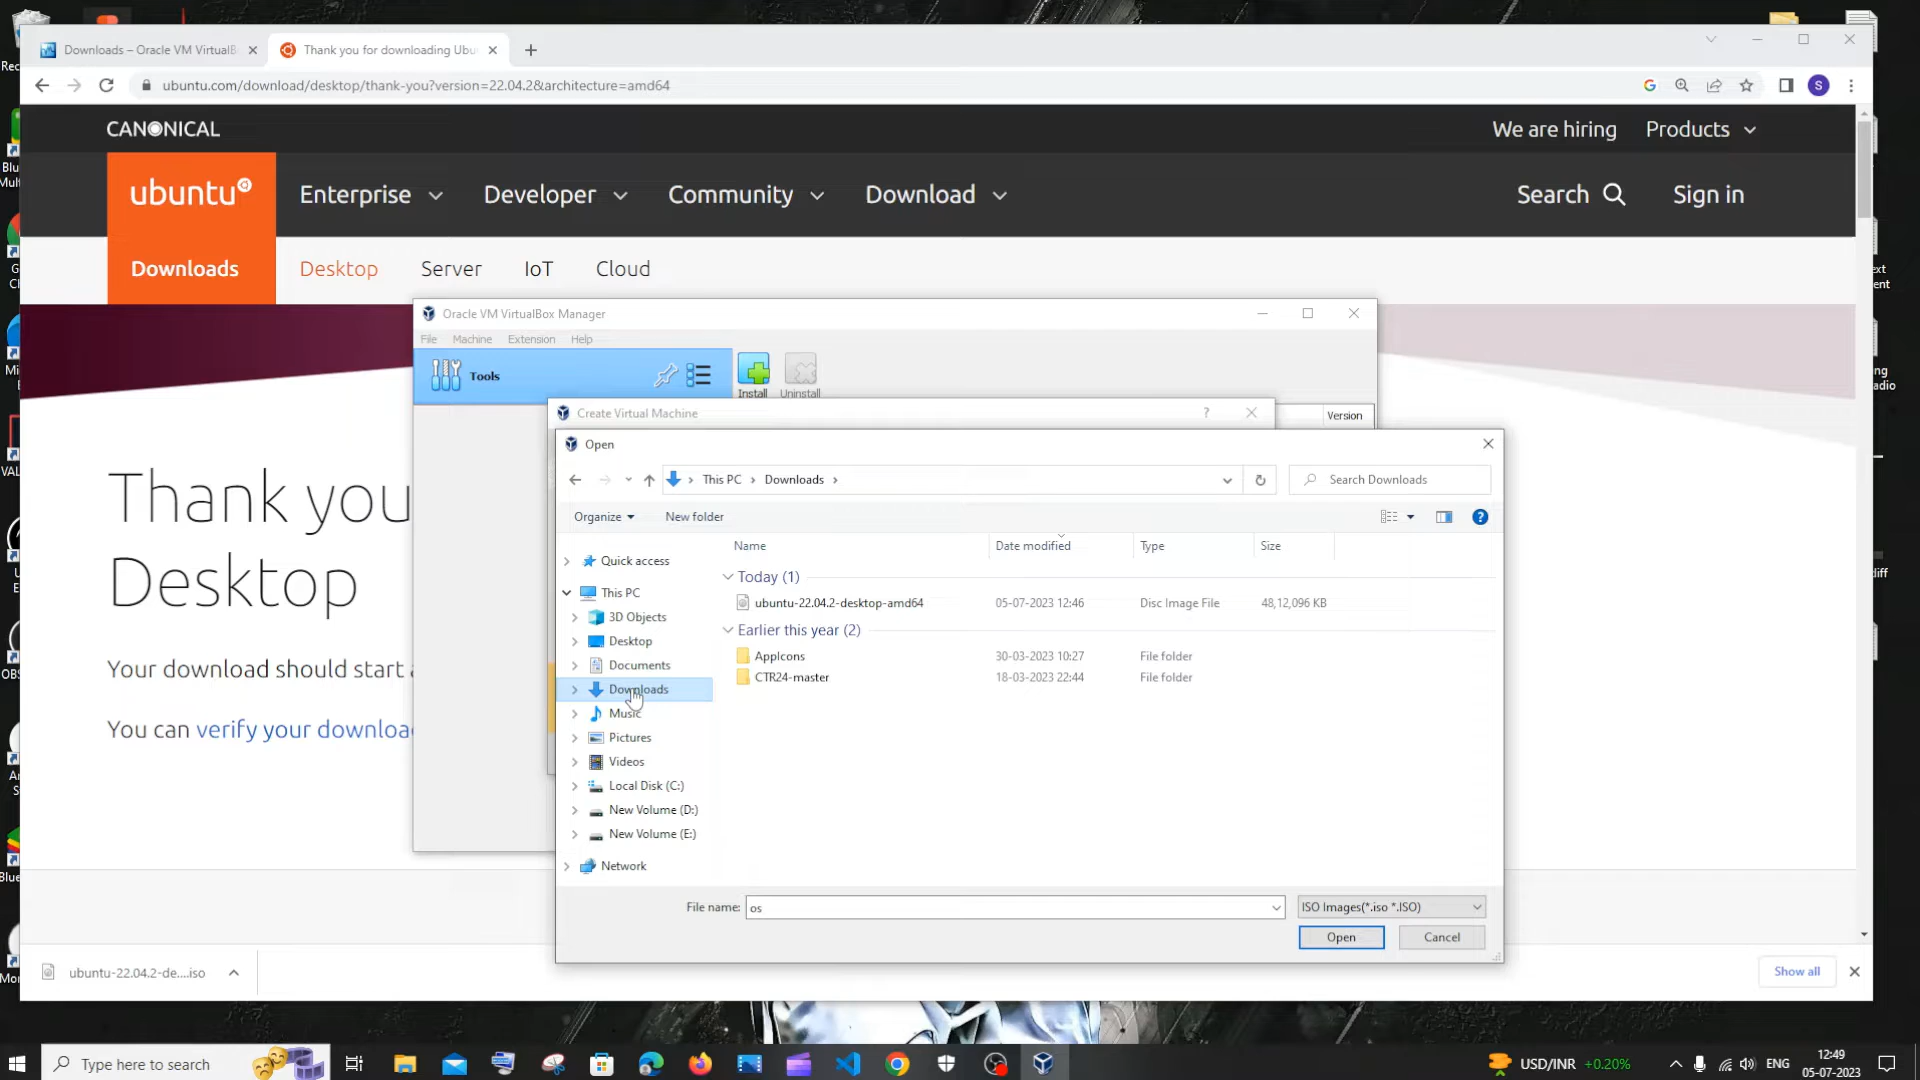 Downloads – Oracle VM VirtualB
Thank you for downloading Ubu
ubuntu.com/download/desktop/thank-you?version=22.04.2&architecture=amd64
S
CANONICAL
We are hiring
Products
ubuntu
Enterprise
Developer
Community
Download
Search
Sign in
Downloads
Desktop
Server
IoT
Cloud
Oracle VM VirtualBox Manager
File
Machine
Extension
Help
Tools
Install
Uninstall
Create Virtual Machine
?
Version
Thank you
Desktop
Your download should start a
You can verify your downloa
Open
This PC
Downloads
Search Downloads
Organize
New folder
Name
Date modified
Type
Size
Quick access
This PC
3D Objects
Desktop
Documents
Downloads
Music
Pictures
Videos
Local Disk (C:)
New Volume (D:)
New Volume (E:)
Network
Today (1)
ubuntu-22.04.2-desktop-amd64
05-07-2023 12:46
Disc Image File
48,12,096 KB
Earlier this year (2)
AppIcons
30-03-2023 10:27
File folder
CTR24-master
18-03-2023 22:44
File folder
File name:
os
ISO Images(*.iso *.ISO)
Open
Cancel
ubuntu-22.04.2-de....iso
Show all
Type here to search
USD/INR
+0.20%
ENG
12:49
05-07-2023